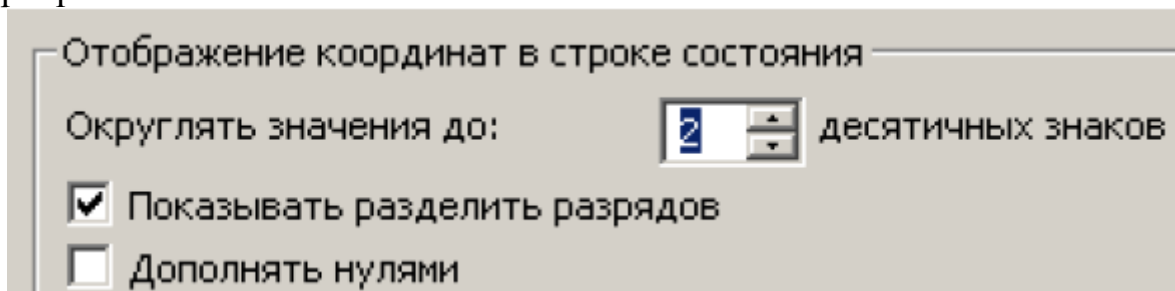 Отображение координат в строке состояния
Округлять значения до: 2 десятичных знаков
Показывать разделить разрядов
Дополнять нулями